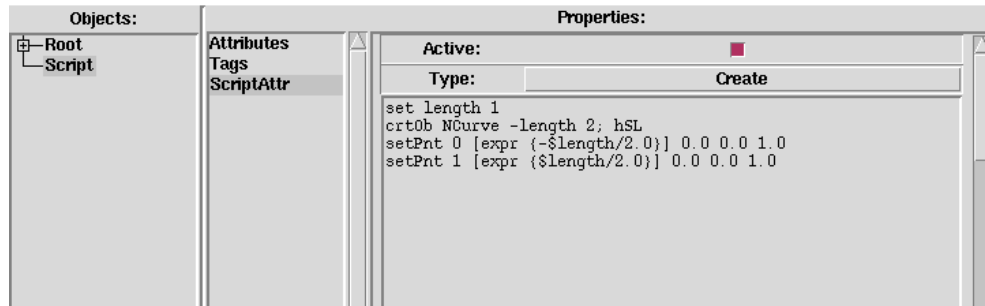 Objects:
Properties:
Root
Script
Attributes
Tags
ScriptAttr
Active:
Type:
Create
set length 1
crtOb NCurve -length 2; hSL
setPnt 0 [expr {-$length/2.0}] 0.0 0.0 1.0
setPnt 1 [expr {$length/2.0}] 0.0 0.0 1.0